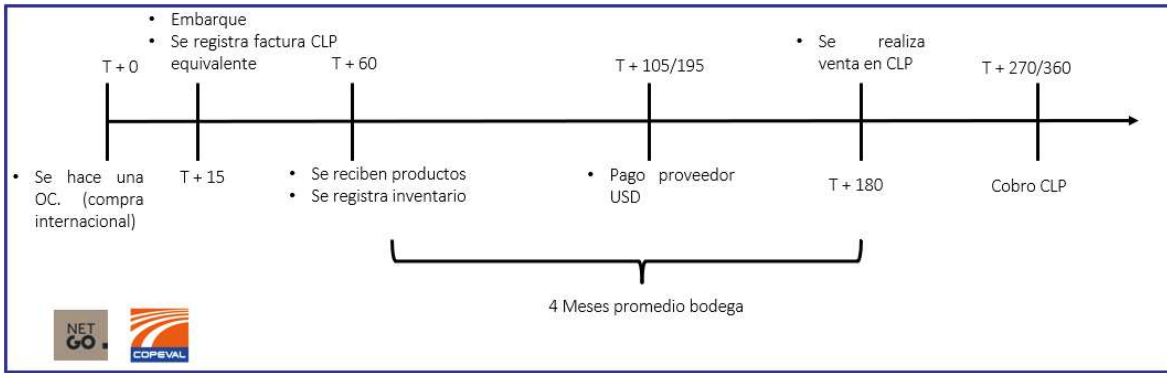 • Embarque
• Se registra factura CLP
equivalente
T + 0
T + 60
T + 105/195
• Se realiza
venta en CLP
T + 270/360
• Se hace una
OC. (compra
internacional)
T + 15
• Se reciben productos
• Se registra inventario
• Pago proveedor
USD
T + 180
Cobro CLP
4 Meses promedio bodega
NET
GO.
COPEVAL